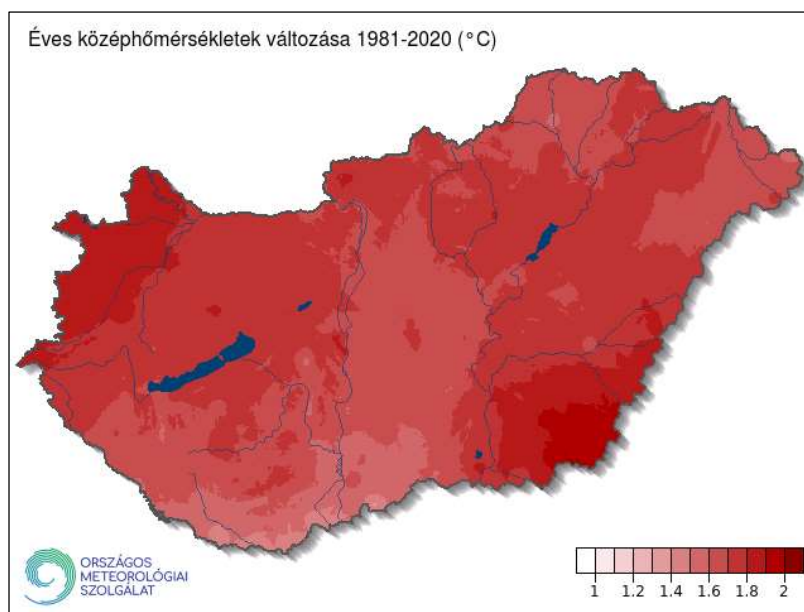 Éves középhőmérsékletek változása 1981-2020 (°C)
ORSZÁGOS
METEOROLÓGIAI
SZOLGÁLAT
1 1.2 1.4 1.6 1.8 2